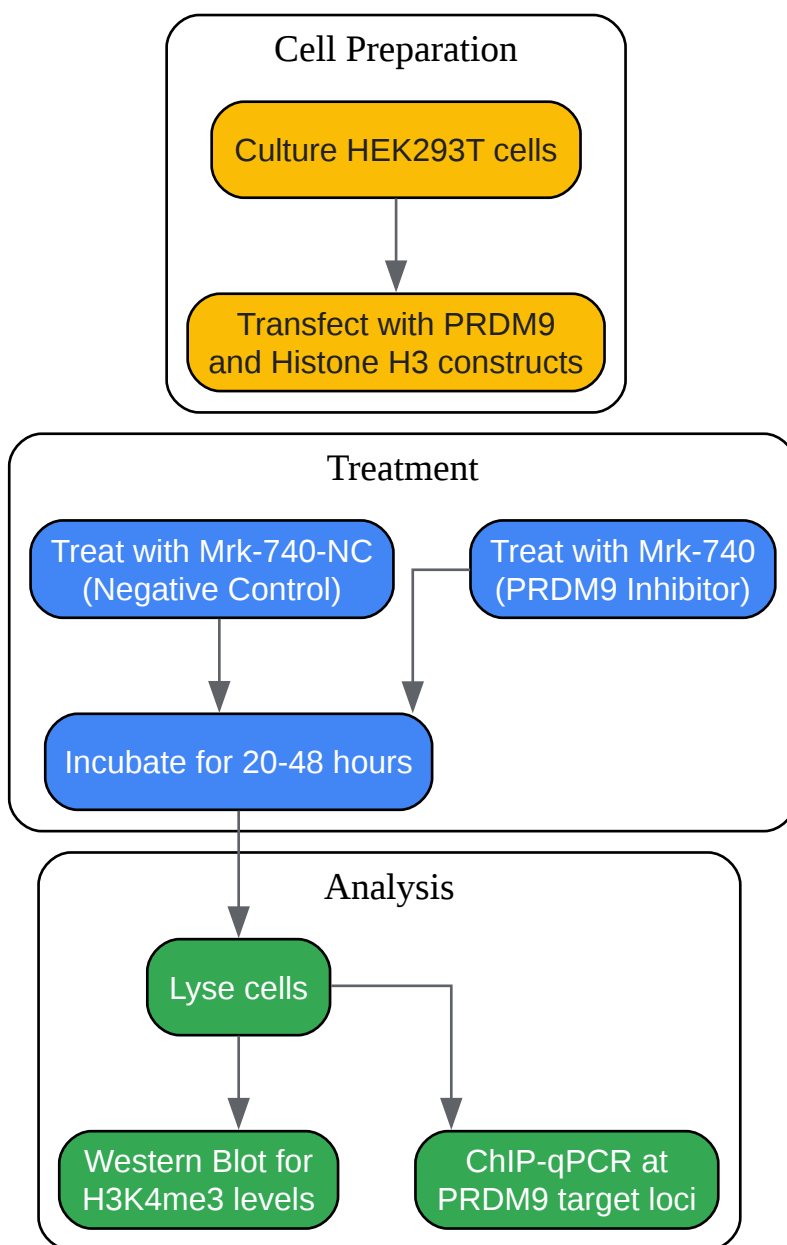 Cell Preparation
Culture HEK293T cells
Transfect with PRDM9
and Histone H3 constructs
Treatment
Treat with Mrk-740-NC
(Negative Control)
Treat with Mrk-740
(PRDM9 Inhibitor)
Incubate for 20-48 hours
Analysis
Lyse cells
Western Blot for
H3K4me3 levels
ChIP-qPCR at
PRDM9 target loci